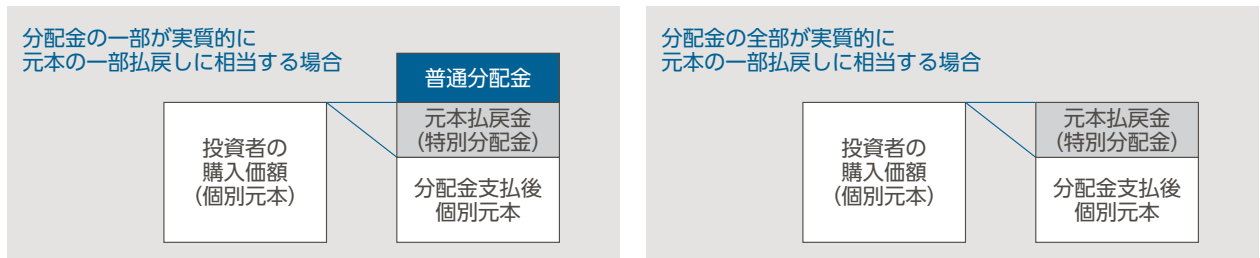 分配金の一部が実質的に
元本の一部払戻しに相当する場合
普通分配金
元本払戻金
(特別分配金)
投資者の
購入価額
(個別元本)
分配金支払後
個別元本
分配金の全部が実質的に
元本の一部払戻しに相当する場合
元本払戻金
(特別分配金)
投資者の
購入価額
(個別元本)
分配金支払後
個別元本